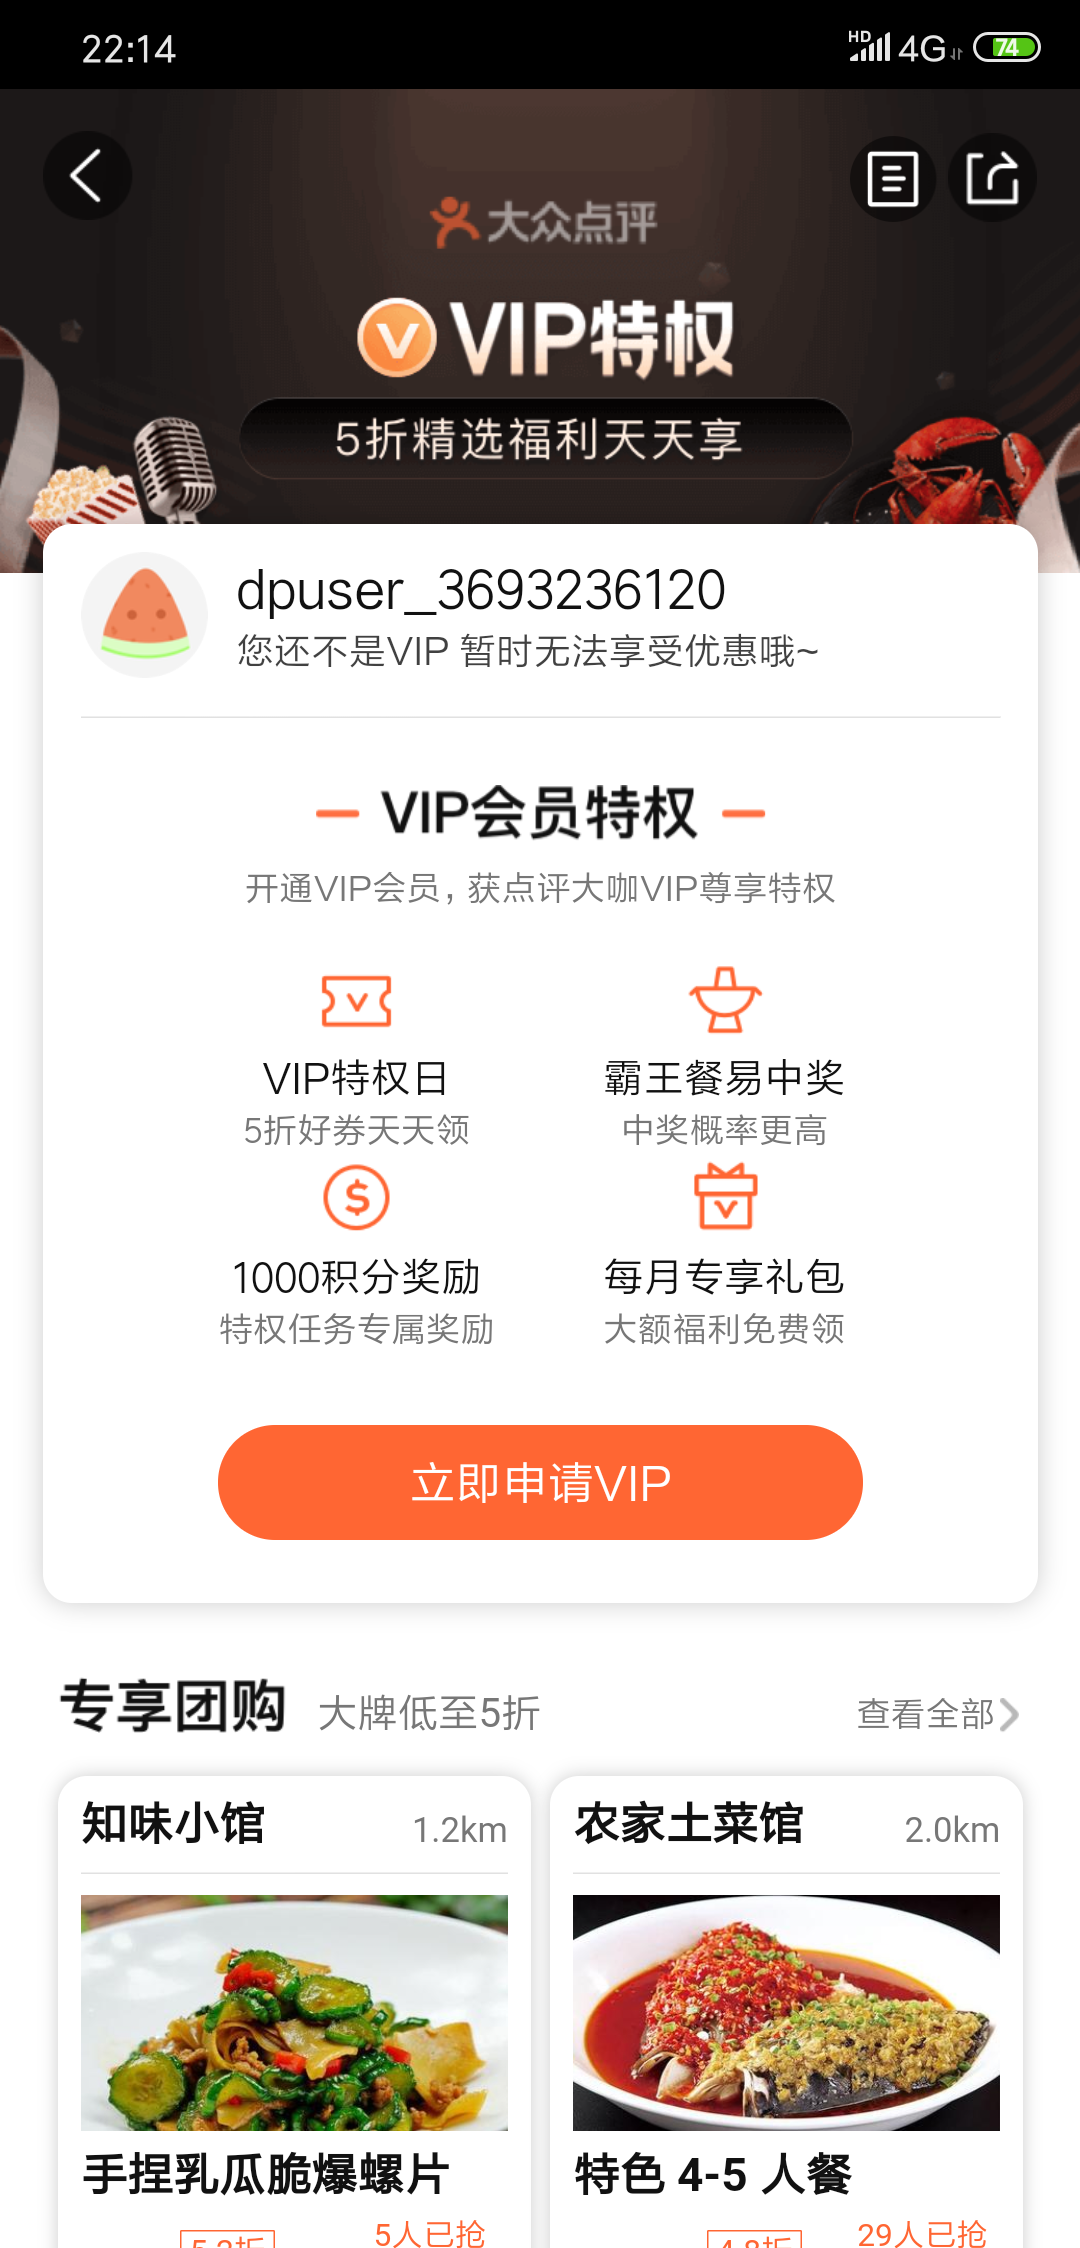 22:14
HD 4G 74
大众点评
VIP特权
5折精选福利天天享
dpuser_3693236120
您还不是VIP 暂时无法享受优惠哦~
VIP会员特权
开通VIP会员, 获点评大咖VIP尊享特权
VIP特权日
霸王餐易中奖
5折好券天天领
中奖概率更高
1000积分奖励
每月专享礼包
特权任务专属奖励
大额福利免费领
立即申请VIP
专享团购 大牌低至5折 查看全部
知味小馆 1.2km
农家土菜馆 2.0km
手捏乳瓜脆爆螺片
特色 4-5 人餐
5人已抢
29人已抢